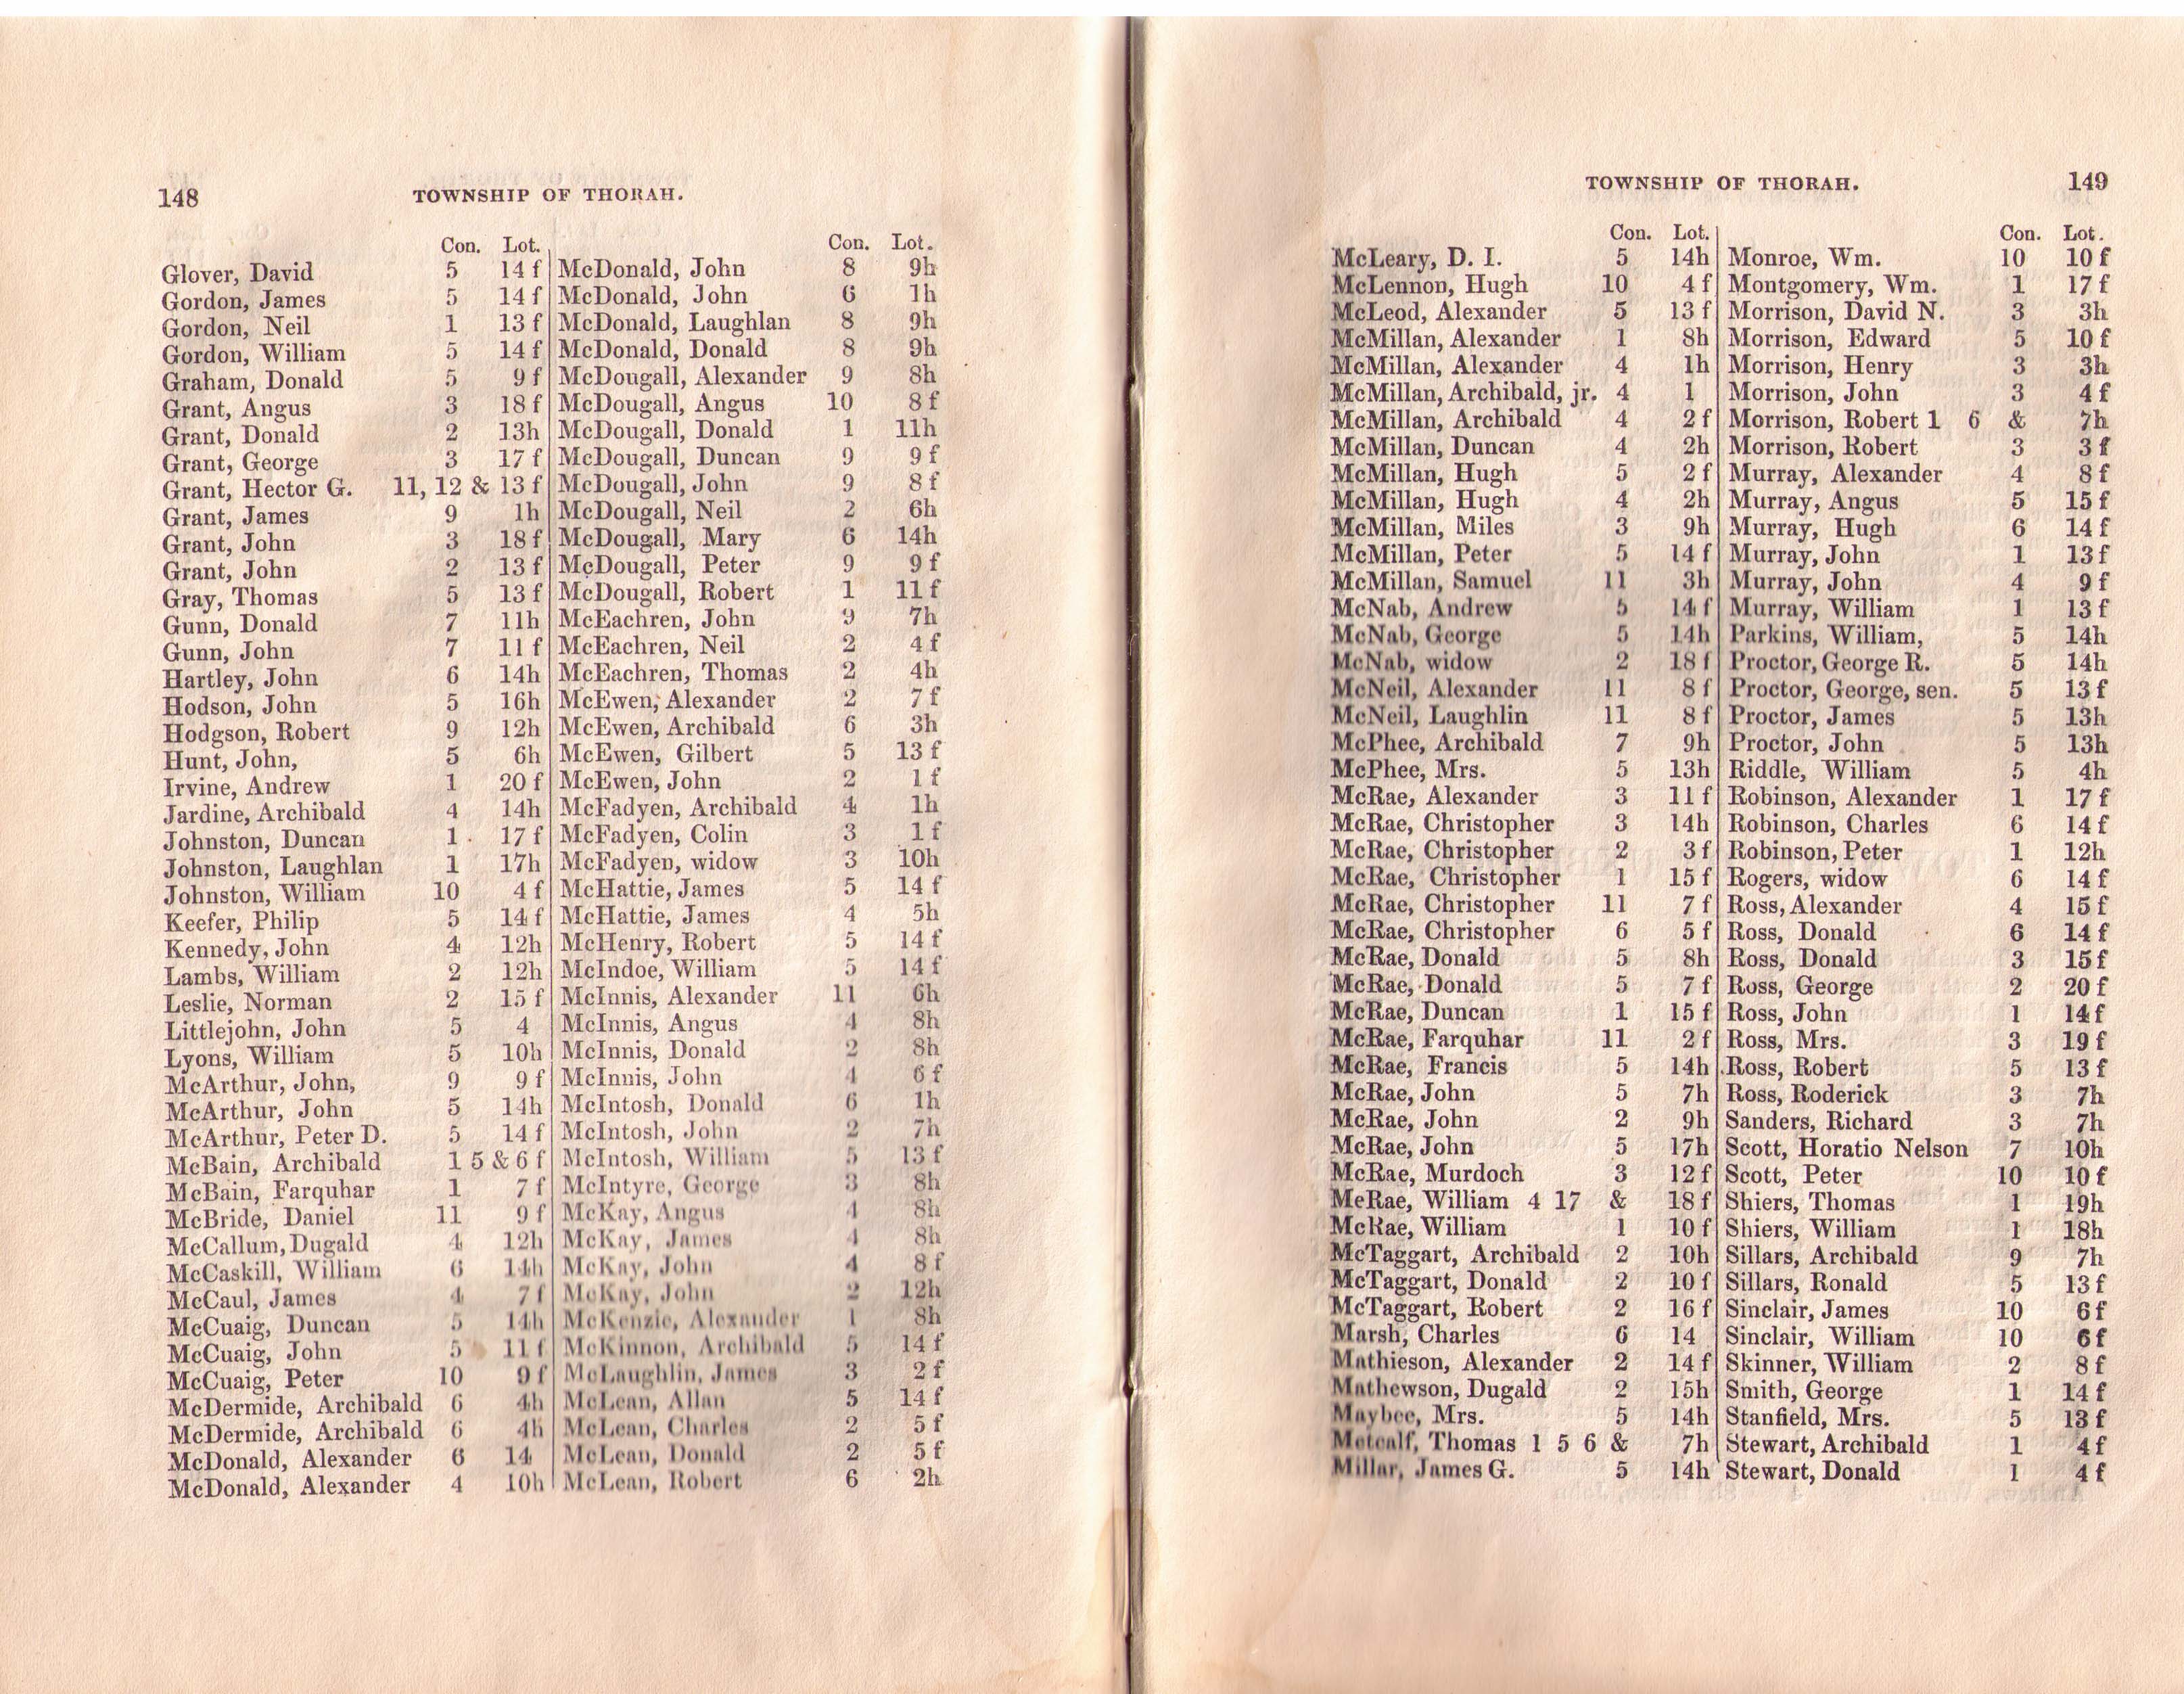 148 TOWNSHIP OF THORAH.
Con. Lot.
Glover, David 5 14 f
Gordon, James 5 14 f
Gordon, Neil 1 13 f
Gordon, William 5 14 f
Graham, Donald 5 9 f
Grant, Angus 3 18 f
Grant, Donald 2 13h
Grant, George 3 17 f
Grant, Hector G. 11, 12 & 13 f
Grant, James 9 1h
Grant, John 3 18 f
Grant, John 2 13 f
Gray, Thomas 5 13 f
Gunn, Donald 7 11h
Gunn, John 7 11 f
Hartley, John 6 14h
Hodson, John 5 16h
Hodgson, Robert 9 12h
Hunt, John, 5 6h
Irvine, Andrew 1 20 f
Jardine, Archibald 4 14h
Johnston, Duncan 1 17 f
Johnston, Laughlan 1 17h
Johnston, William 10 4 f
Keefer, Philip 5 14 f
Kennedy, John 4 12h
Lambs, William 2 12h
Leslie, Norman 2 15 f
Littlejohn, John 5 4
Lyons, William 5 10h
McArthur, John, 9 9 f
McArthur, John 5 14h
McArthur, Peter D. 5 14 f
McBain, Archibald 1 5 & 6 f
McBain, Farquhar 1 7 f
McBride, Daniel 11 9 f
McCallum, Dugald 4 12h
McCaskill, William 6 14h
McCaul, James 4 7 f
McCuaig, Duncan 5 14h
McCuaig, John 5 11 f
McCuaig, Peter 10 9 f
McDermide, Archibald 6 4h
McDermide, Archibald 6 4h
McDonald, Alexander 6 14
McDonald, Alexander 4 10h
Con. Lot.
McDonald, John 8 9h
McDonald, John 6 1h
McDonald, Laughlan 8 9h
McDonald, Donald 8 9h
McDougall, Alexander 9 8h
McDougall, Angus 10 8 f
McDougall, Donald 1 11h
McDougall, Duncan 9 9 f
McDougall, John 9 8 f
McDougall, Neil 2 6h
McDougall, Mary 6 14h
McDougall, Peter 9 9 f
McDougall, Robert 1 11 f
McEachren, John 9 7h
McEachren, Neil 2 4 f
McEachren, Thomas 2 4h
McEwen, Alexander 2 7 f
McEwen, Archibald 6 3h
McEwen, Gilbert 5 13 f
McEwen, John 2 1 f
McFadyen, Archibald 4 1h
McFadyen, Colin 3 1 f
McFadyen, widow 3 10h
McHattie, James 5 14 f
McHattie, James 4 5h
McHenry, Robert 5 14 f
McIndoe, William 5 14 f
McInnis, Alexander 11 6h
McInnis, Angus 4 8h
McInnis, Donald 2 8h
McInnis, John 4 6 f
McIntosh, Donald 6 1h
McIntosh, John 2 7h
McIntosh, William 5 13 f
McIntyre, George 3 8h
McKay, Angus 4 8h
McKay, James 4 8h
McKay, John 4 8 f
McKay, John 2 12h
McKenzie, Alexander 1 8h
McKinnon, Archibald 5 14 f
McLaughlin, James 3 2 f
McLean, Allan 5 14 f
McLean, Charles 2 5 f
McLean, Donald 2 5 f
McLean, Robert 6 2h
TOWNSHIP OF THORAH. 149
Con. Lot.
McLeary, D. I. 5 14h
McLennon, Hugh 10 4 f
McLeod, Alexander 5 13 f
McMillan, Alexander 1 8h
McMillan, Alexander 4 1h
McMillan, Archibald, jr. 4 1
McMillan, Archibald 4 2 f
McMillan, Duncan 4 2h
McMillan, Hugh 5 2 f
McMillan, Hugh 4 2h
McMillan, Miles 3 9h
McMillan, Peter 5 14 f
McMillan, Samuel 11 3h
McNab, Andrew 5 14 f
McNab, George 5 14h
McNab, widow 2 18 f
McNeil, Alexander 11 8 f
McNeil, Laughlin 11 8 f
McPhee, Archibald 7 9h
McPhee, Mrs. 5 13h
McRae, Alexander 3 11 f
McRae, Christopher 3 14h
McRae, Christopher 2 3 f
McRae, Christopher 1 15 f
McRae, Christopher 11 7 f
McRae, Christopher 6 5 f
McRae, Donald 5 8h
McRae, Donald 5 7 f
McRae, Duncan 1 15 f
McRae, Farquhar 11 2 f
McRae, Francis 5 14h
McRae, John 5 7h
McRae, John 2 9h
McRae, John 5 17h
McRae, Murdoch 3 12 f
MeRae, William 4 17 & 18 f
McRae, William 1 10 f
McTaggart, Archibald 2 10h
McTaggart, Donald 2 10 f
McTaggart, Robert 2 16 f
Marsh, Charles 6 14
Mathieson, Alexander 2 14 f
Mathewson, Dugald 2 15h
Maybee, Mrs. 5 14h
Metcalf, Thomas 1 5 6 & 7h
Millar, James G. 5 14h
Con. Lot.
Monroe, Wm. 10 10 f
Montgomery, Wm. 1 17 f
Morrison, David N. 3 3h
Morrison, Edward 5 10 f
Morrison, Henry 3 3h
Morrison, John 3 4 f
Morrison, Robert 1 6 & 7h
Morrison, Robert 3 3 f
Murray, Alexander 4 8 f
Murray, Angus 5 15 f
Murray, Hugh 6 14 f
Murray, John 1 13 f
Murray, John 4 9 f
Murray, William 1 13 f
Parkins, William, 5 14h
Proctor, George R. 5 14h
Proctor, George, sen. 5 13 f
Proctor, James 5 13h
Proctor, John 5 13h
Riddle, William 5 4h
Robinson, Alexander 1 17 f
Robinson, Charles 6 14 f
Robinson, Peter 1 12h
Rogers, widow 6 14 f
Ross, Alexander 4 15 f
Ross, Donald 6 14 f
Ross, Donald 3 15 f
Ross, George 2 20 f
Ross, John 1 14 f
Ross, Mrs. 3 19 f
Ross, Robert 5 13 f
Ross, Roderick 3 7h
Sanders, Richard 3 7h
Scott, Horatio Nelson 7 10h
Scott, Peter 10 10 f
Shiers, Thomas 1 19h
Shiers, William 1 18h
Sillars, Archibald 9 7h
Sillars, Ronald 5 13 f
Sinclair, James 10 6 f
Sinclair, William 10 6 f
Skinner, William 2 8 f
Smith, George 1 14 f
Stanfield, Mrs. 5 13 f
Stewart, Archibald 1 4 f
Stewart, Donald 1 4 f